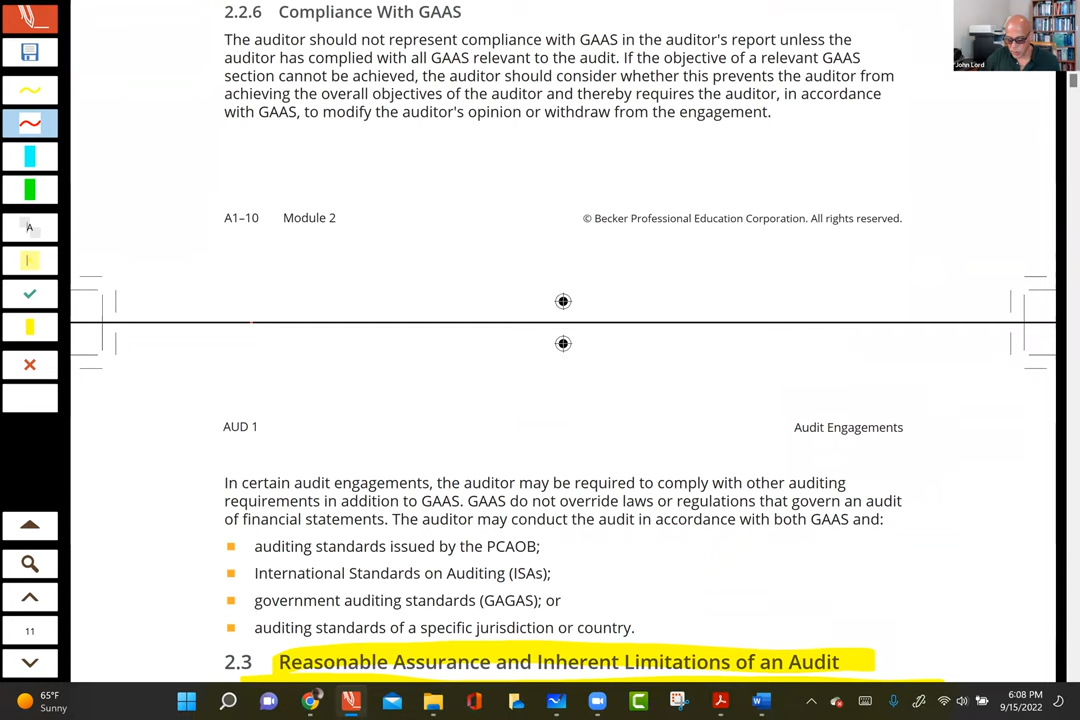 2.2.6 Compliance With GAAS
The auditor should not represent compliance with GAAS in the auditor's report unless the
auditor has complied with all GAAS relevant to the audit. If the objective of a relevant GAAS
section cannot be achieved, the auditor should consider whether this prevents the auditor from
achieving the overall objectives of the auditor and thereby requires the auditor, in accordance
with GAAS, to modify the auditor's opinion or withdraw from the engagement.
John Lord
A1–10 Module 2 © Becker Professional Education Corporation. All rights reserved.
AUD 1 Audit Engagements
In certain audit engagements, the auditor may be required to comply with other auditing
requirements in addition to GAAS. GAAS do not override laws or regulations that govern an audit
of financial statements. The auditor may conduct the audit in accordance with both GAAS and:
auditing standards issued by the PCAOB;
International Standards on Auditing (ISAs);
government auditing standards (GAGAS); or
auditing standards of a specific jurisdiction or country.
2.3 Reasonable Assurance and Inherent Limitations of an Audit
A
11
65°F
Sunny
6:08 PM
9/15/2022